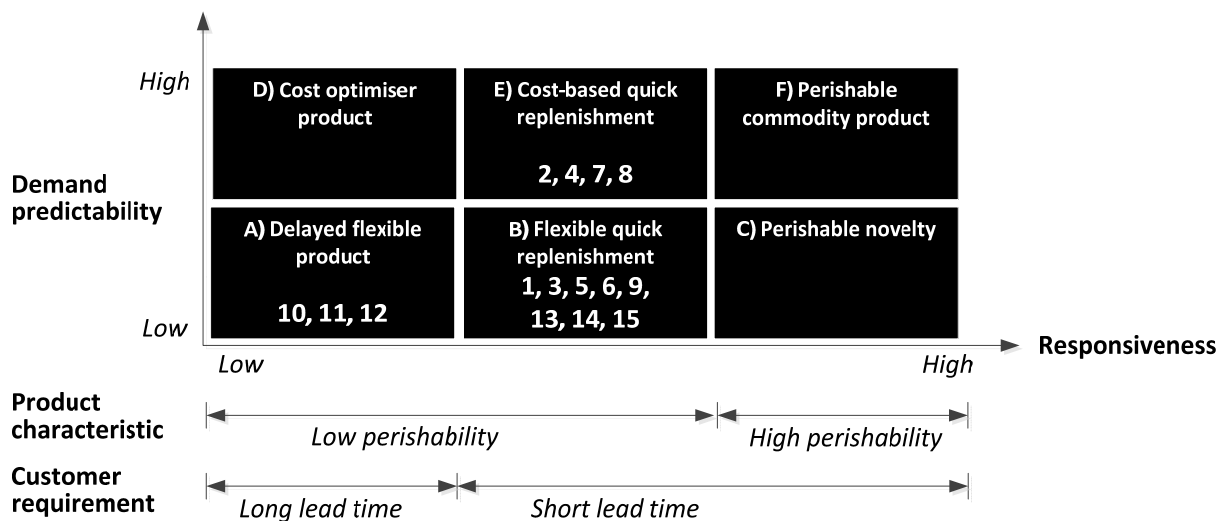 High
D) Cost optimiser
product
E) Cost-based quick
replenishment
2, 4, 7, 8
F) Perishable
commodity product
Demand
predictability
A) Delayed flexible
product
10, 11, 12
B) Flexible quick
replenishment
1, 3, 5, 6, 9,
13, 14, 15
C) Perishable novelty
Low
Low
High
Responsiveness
Product
characteristic
Low perishability
High perishability
Customer
requirement
Long lead time
Short lead time